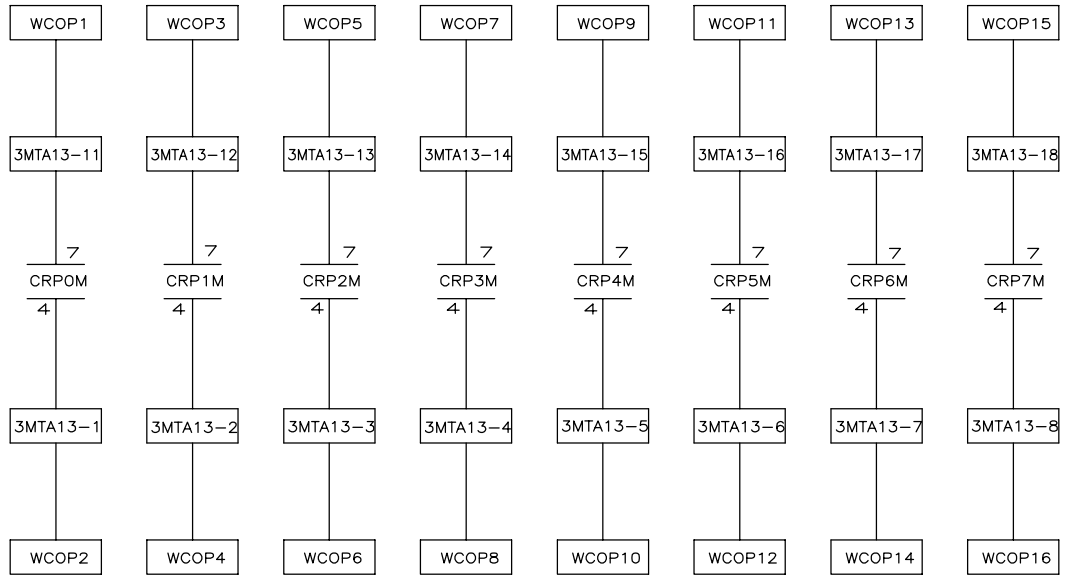 WCOP1 WCOP3 WCOP5 WCOP7 WCOP9 WCOP11 WCOP13 WCOP15
3MTA13-11 3MTA13-12 3MTA13-13 3MTA13-14 3MTA13-15 3MTA13-16 3MTA13-17 3MTA13-18
7 7 7 7 7 7 7 7
CRP0M CRP1M CRP2M CRP3M CRP4M CRP5M CRP6M CRP7M
4 4 4 4 4 4 4 4
3MTA13-1 3MTA13-2 3MTA13-3 3MTA13-4 3MTA13-5 3MTA13-6 3MTA13-7 3MTA13-8
WCOP2 WCOP4 WCOP6 WCOP8 WCOP10 WCOP12 WCOP14 WCOP16